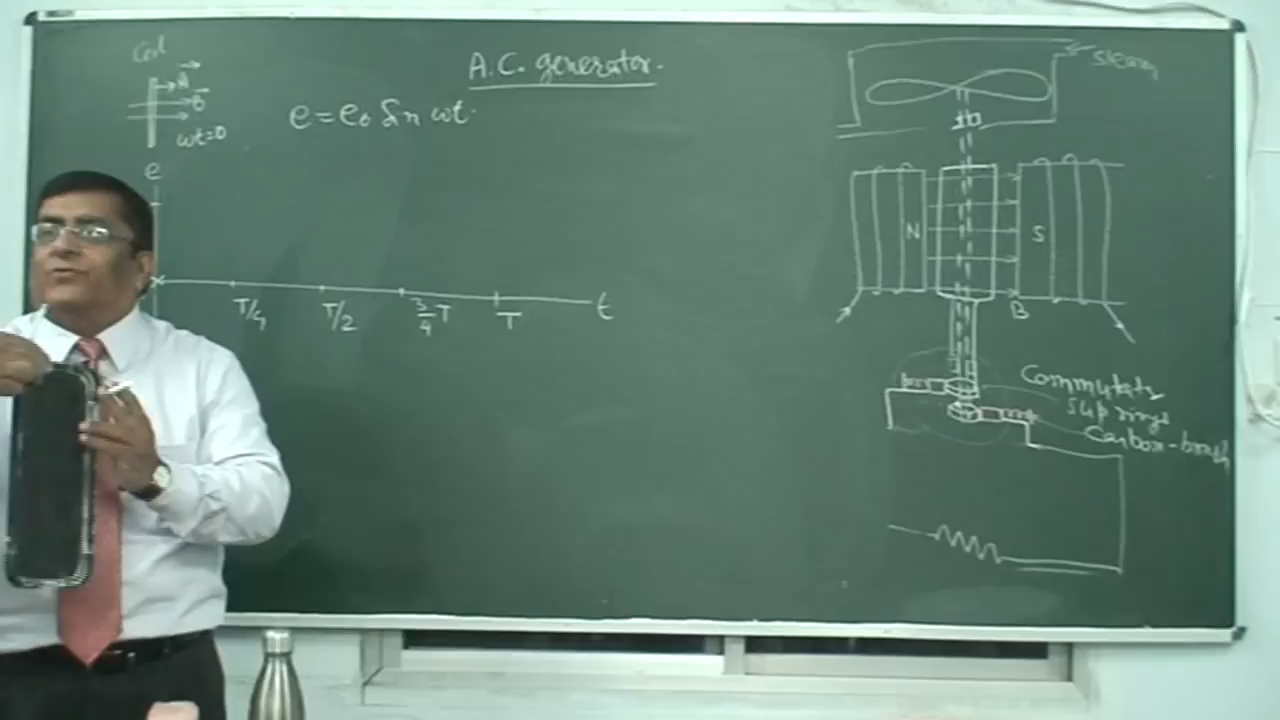 Coil
A
B
ωt=0
e
A.C. generator.
e = e₀ Sin ωt
T/4
T/2
3/4 T
T
t
steam
N
S
B
Commutator
Slip rings
Carbon-brush